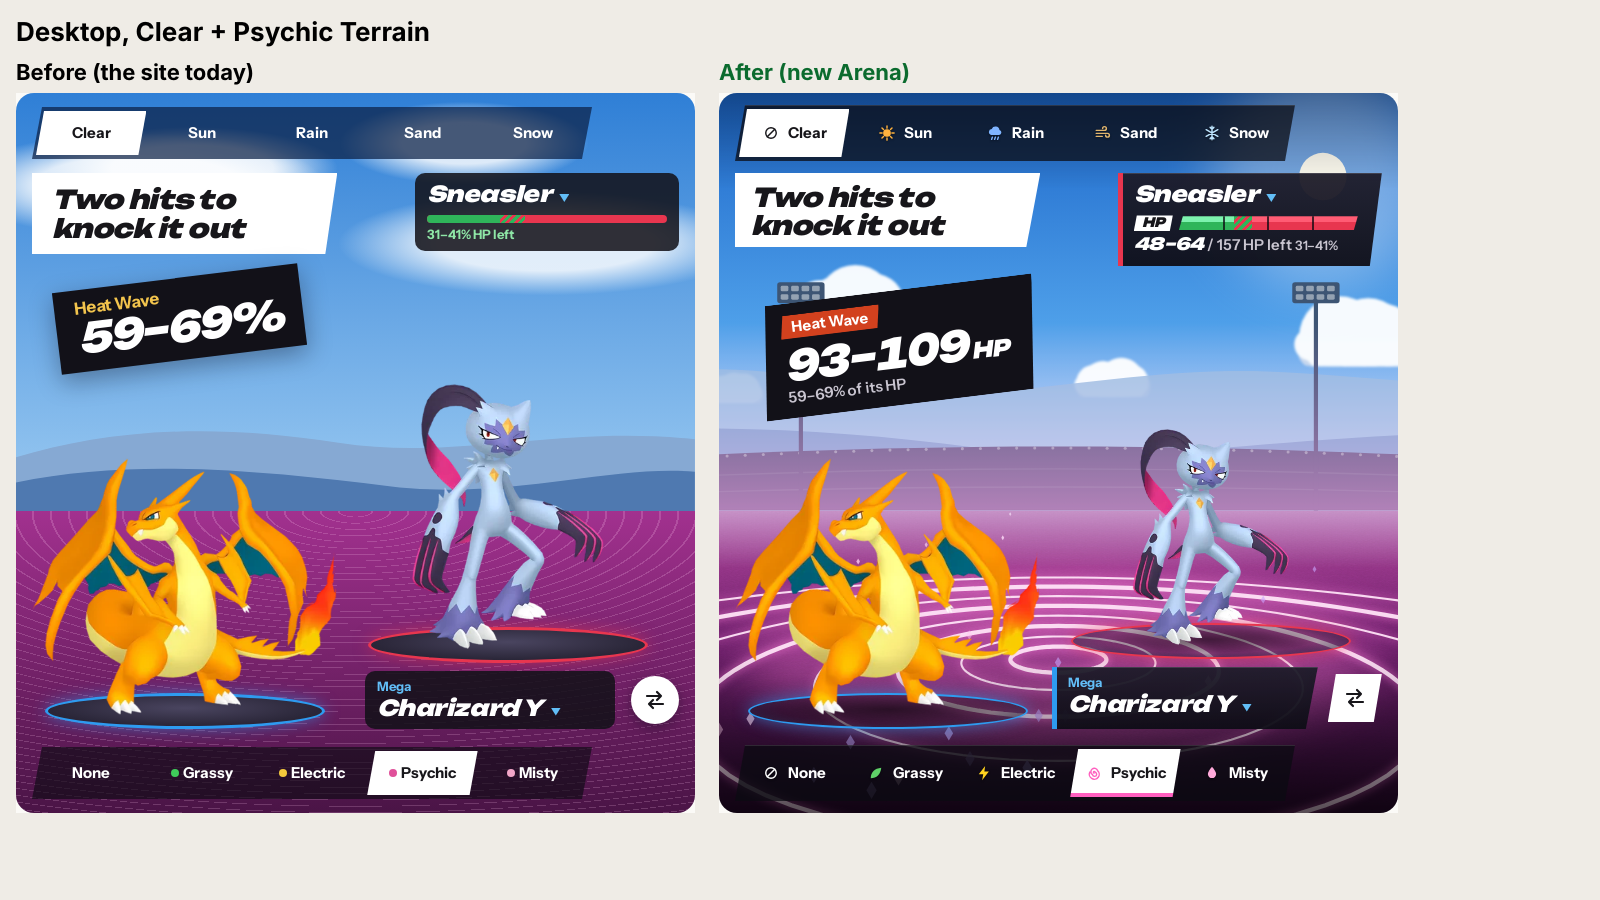 Desktop, Clear + Psychic Terrain
Before (the site today)
Clear Sun Rain Sand Snow
Two hits to
knock it out
Sneasler
31–41% HP left
Heat Wave
59–69%
Mega
Charizard Y
None Grassy Electric Psychic Misty
After (new Arena)
Clear Sun Rain Sand Snow
Two hits to
knock it out
Sneasler
HP
48–64 / 157 HP left 31–41%
Heat Wave
93–109 HP
59–69% of its HP
Mega
Charizard Y
None Grassy Electric Psychic Misty